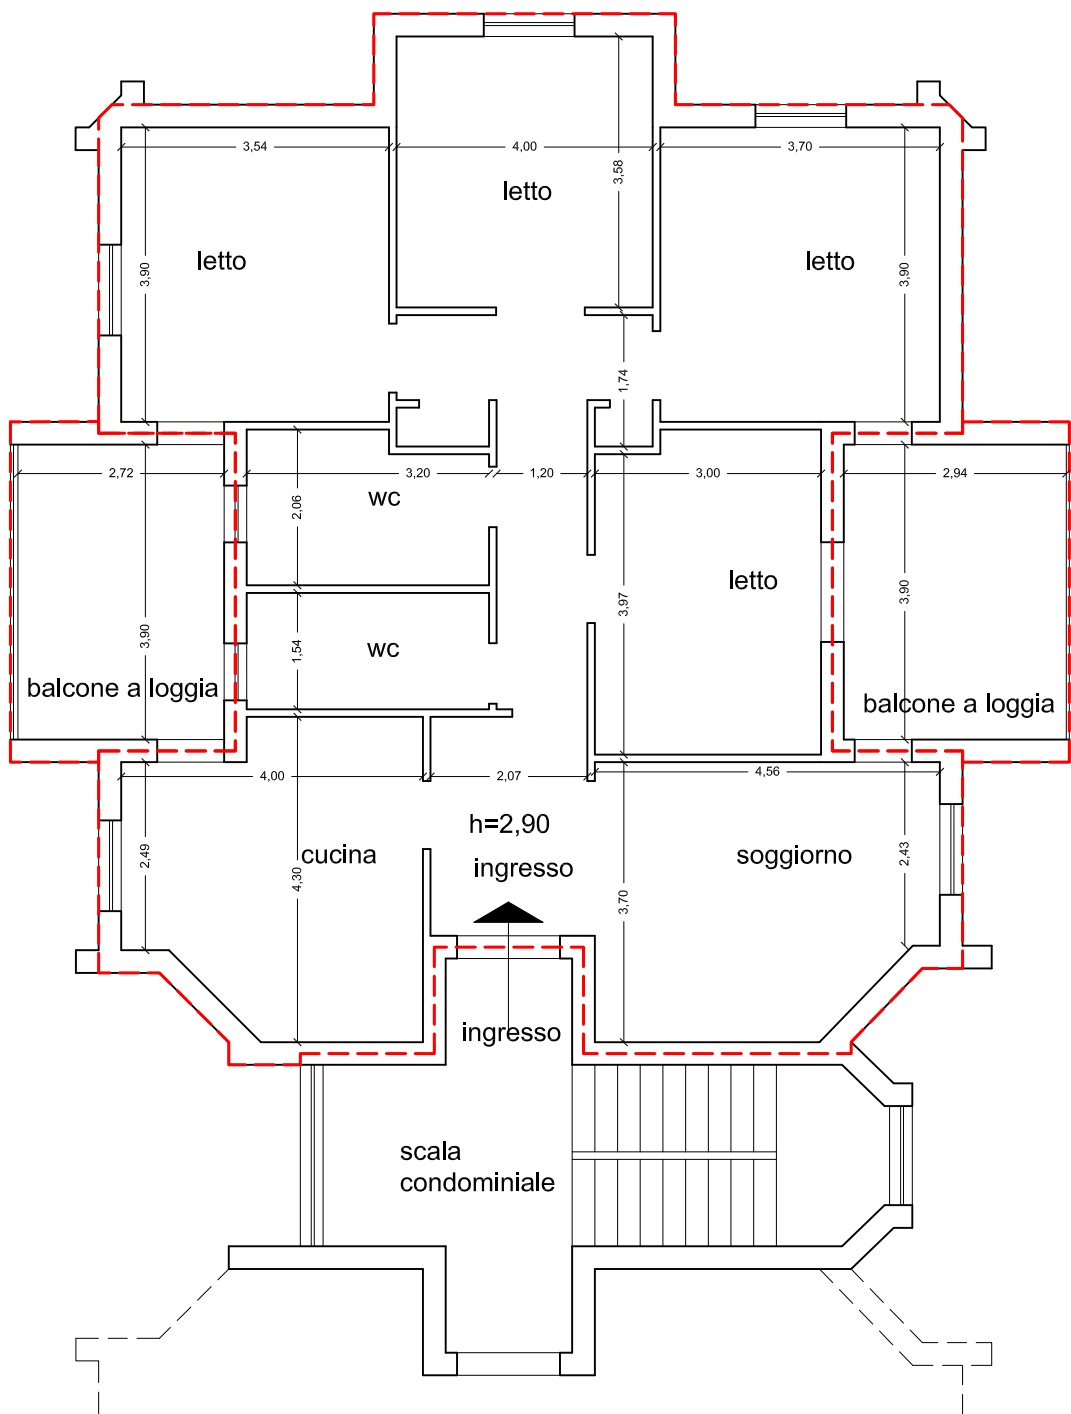 3,54
4,00
3,70
3,58
letto
letto
letto
3,90
3,90
1,74
2,72
3,20
1,20
3,00
2,94
wc
2,06
letto
3,97
3,90
1,54
3,90
wc
balcone a loggia
balcone a loggia
4,00
2,07
4,56
h=2,90
2,49
cucina
ingresso
soggiorno
2,43
4,30
3,70
ingresso
scala
condominiale